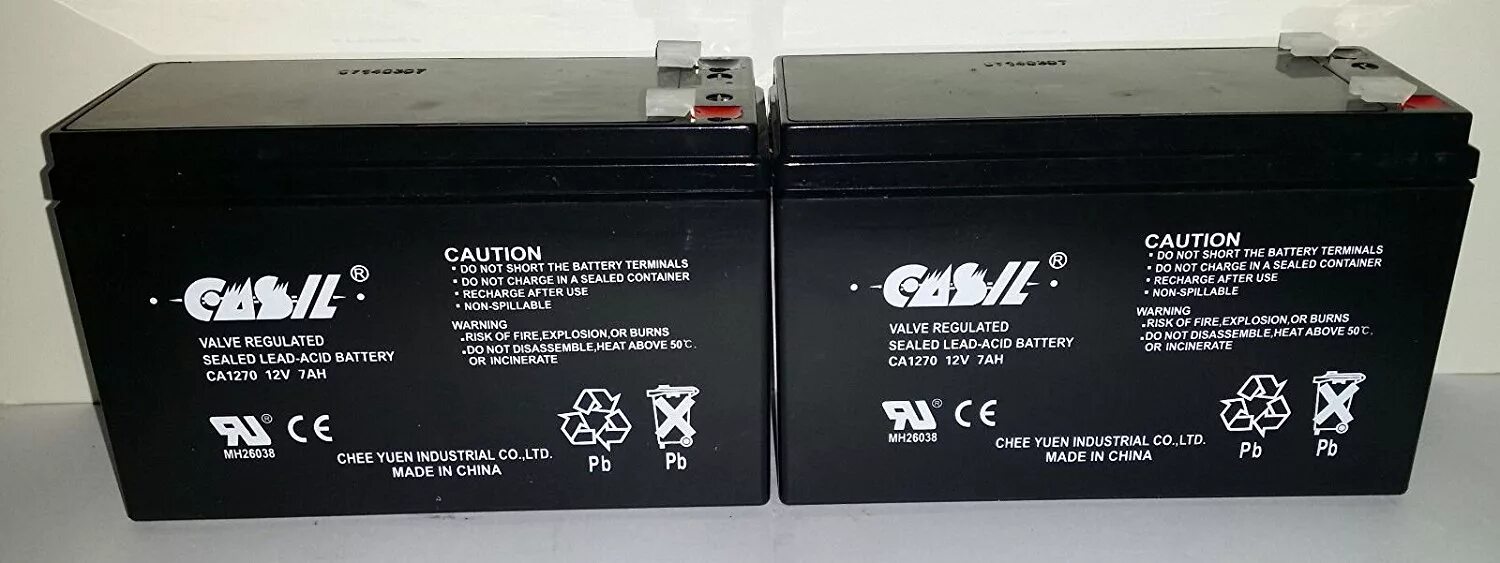 CASIL®
VALVE REGULATED
SEALED LEAD-ACID BATTERY
CA1270 12V 7AH
CAUTION
• DO NOT SHORT THE BATTERY TERMINALS
• DO NOT CHARGE IN A SEALED CONTAINER
• RECHARGE AFTER USE
• NON-SPILLABLE
WARNING
•RISK OF FIRE,EXPLOSION,OR BURNS
•DO NOT DISASSEMBLE,HEAT ABOVE 50℃.
OR INCINERATE
®
CE
MH26038
CHEE YUEN INDUSTRIAL CO.,LTD.
MADE IN CHINA
Pb
Pb
CASIL®
VALVE REGULATED
SEALED LEAD-ACID BATTERY
CA1270 12V 7AH
CAUTION
• DO NOT SHORT THE BATTERY TERMINALS
• DO NOT CHARGE IN A SEALED CONTAINER
• RECHARGE AFTER USE
• NON-SPILLABLE
WARNING
•RISK OF FIRE,EXPLOSION,OR BURNS
•DO NOT DISASSEMBLE,HEAT ABOVE 50℃.
OR INCINERATE
®
CE
MH26038
CHEE YUEN INDUSTRIAL CO.,LTD.
MADE IN CHINA
Pb
Pb